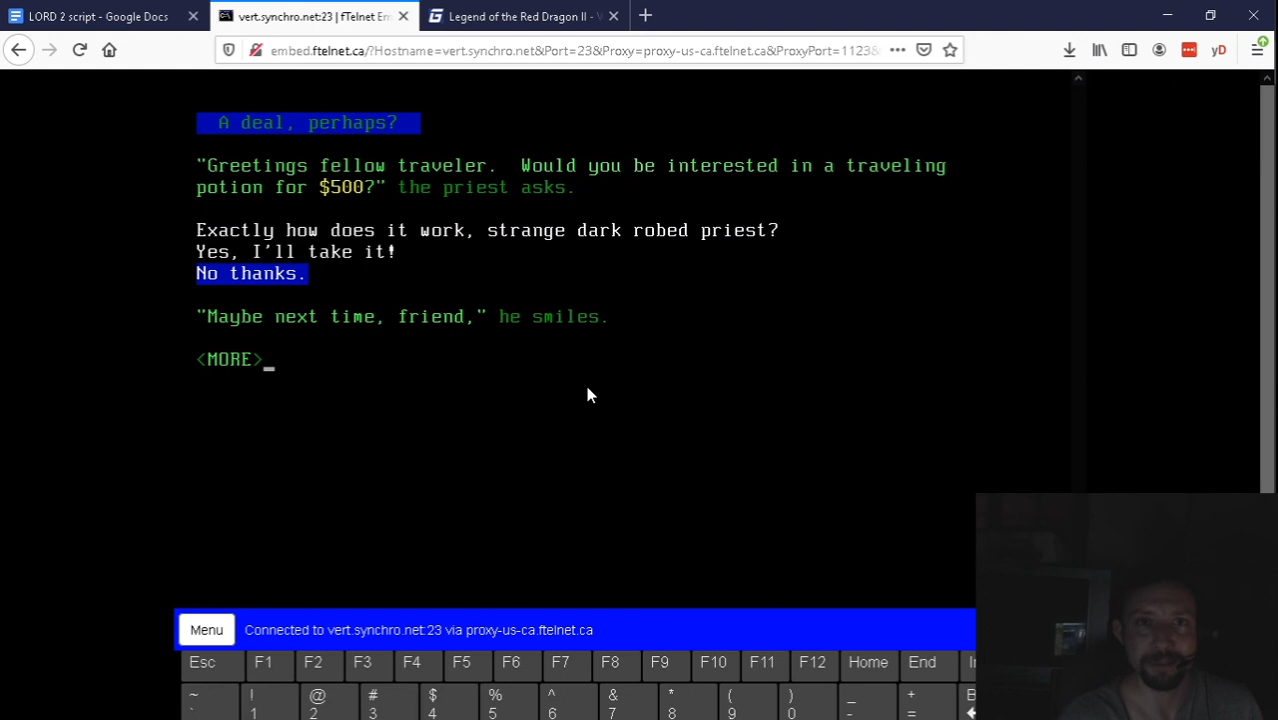 LORD 2 script - Google Docs
vert.synchro.net:23 | fTelnet Em
Legend of the Red Dragon II -
embed.ftelnet.ca/?Hostname=vert.synchro.net&Port=23&Proxy=proxy-us-ca.ftelnet.ca&ProxyPort=1123&
yD
A deal, perhaps?
"Greetings fellow traveler.  Would you be interested in a traveling
potion for $500?" the priest asks.
Exactly how does it work, strange dark robed priest?
Yes, I'll take it!
No thanks.
"Maybe next time, friend," he smiles.
<MORE>_
Menu Connected to vert.synchro.net:23 via proxy-us-ca.ftelnet.ca
Esc F1 F2 F3 F4 F5 F6 F7 F8 F9 F10 F11 F12 Home End In
~ ! @ # $ % ^ & * ( ) _ + B
` 1 2 3 4 5 6 7 8 9 0 - =